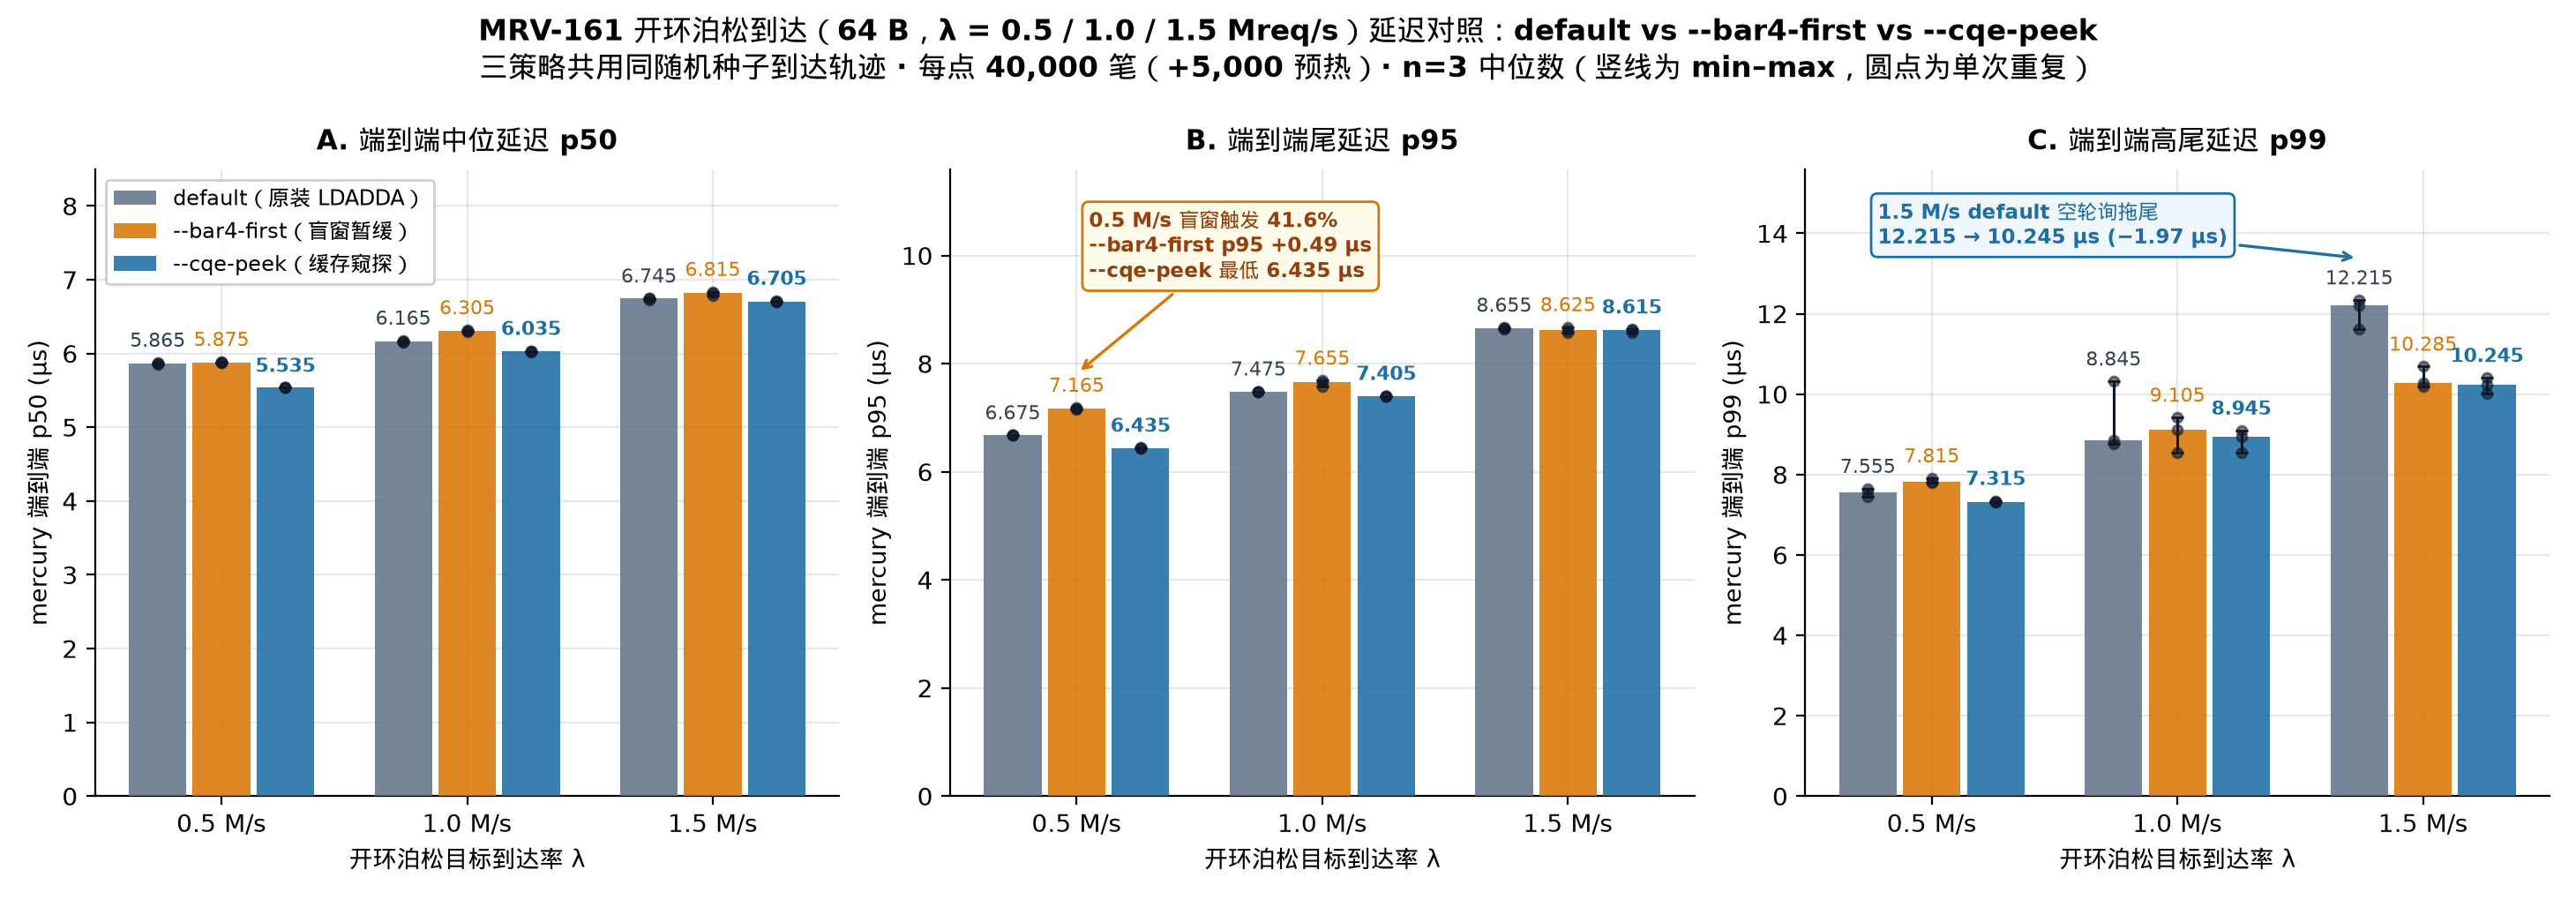 MRV-161 开环泊松到达（64 B，λ = 0.5 / 1.0 / 1.5 Mreq/s）延迟对照：default vs --bar4-first vs --cqe-peek
三策略共用同随机种子到达轨迹 · 每点 40,000 笔（+5,000 预热）· n=3 中位数（竖线为 min–max，圆点为单次重复）
A. 端到端中位延迟 p50
default（原装 LDADDA）
--bar4-first（盲窗暂缓）
--cqe-peek（缓存窥探）
mercury 端到端 p50 (μs)
8
7
6
5
4
3
2
1
0
5.865
5.875
5.535
6.165
6.305
6.035
6.745
6.815
6.705
0.5 M/s
1.0 M/s
1.5 M/s
开环泊松目标到达率 λ
B. 端到端尾延迟 p95
0.5 M/s 盲窗触发 41.6%
--bar4-first p95 +0.49 μs
--cqe-peek 最低 6.435 μs
mercury 端到端 p95 (μs)
10
8
6
4
2
0
6.675
7.165
6.435
7.475
7.655
7.405
8.655
8.625
8.615
0.5 M/s
1.0 M/s
1.5 M/s
开环泊松目标到达率 λ
C. 端到端高尾延迟 p99
1.5 M/s default 空轮询拖尾
12.215 → 10.245 μs (−1.97 μs)
mercury 端到端 p99 (μs)
14
12
10
8
6
4
2
0
7.555
7.815
7.315
8.845
9.105
8.945
12.215
10.285
10.245
0.5 M/s
1.0 M/s
1.5 M/s
开环泊松目标到达率 λ